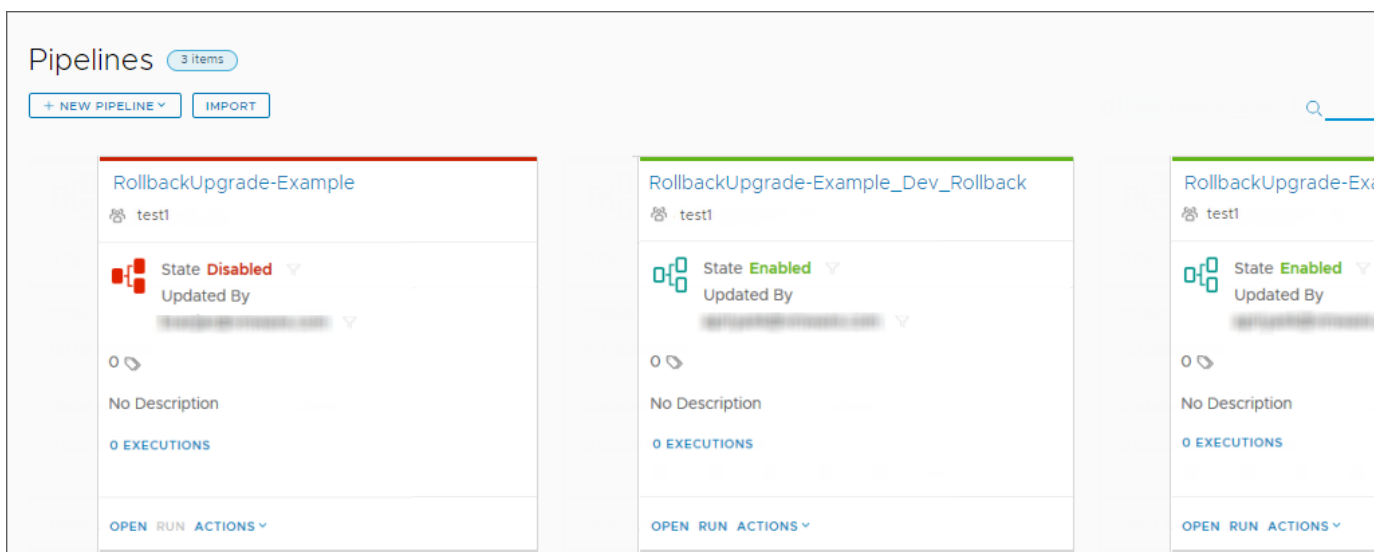 Pipelines 3 items
+ NEW PIPELINE IMPORT
RollbackUpgrade-Example
test1
State Disabled
Updated By
0
No Description
0 EXECUTIONS
OPEN RUN ACTIONS
RollbackUpgrade-Example_Dev_Rollback
test1
State Enabled
Updated By
0
No Description
0 EXECUTIONS
OPEN RUN ACTIONS
RollbackUpgrade-Exa
test1
State Enabled
Updated By
0
No Description
0 EXECUTIONS
OPEN RUN ACTIONS